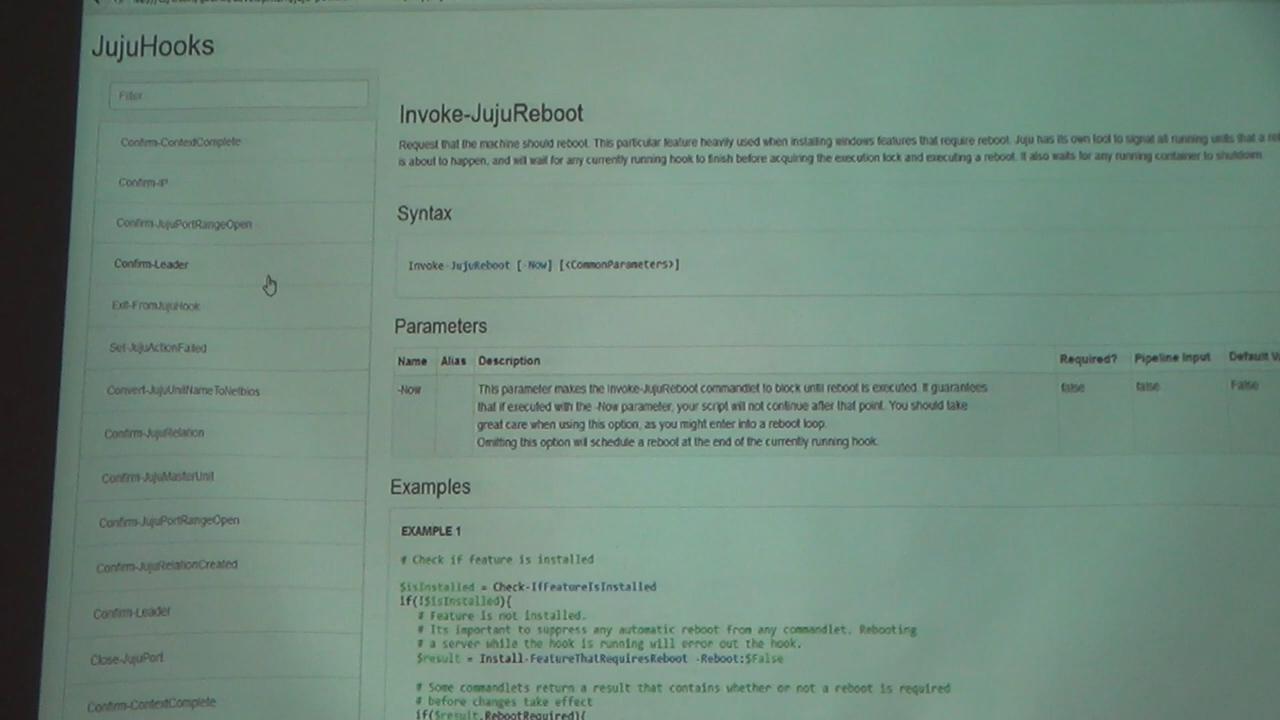 JujuHooks
Filter
Confirm-ContextComplete
Confirm-IP
Confirm-JujuPortRangeOpen
Confirm-Leader
Exit-FromJujuHook
Set-JujuActionFailed
Convert-JujuUnitNameToNetbios
Confirm-JujuRelation
Confirm-JujuMasterUnit
Confirm-JujuPortRangeOpen
Confirm-JujuRelationCreated
Confirm-Leader
Close-JujuPort
Confirm-ContextComplete
Invoke-JujuReboot
Request that the machine should reboot. This particular feature heavily used when installing windows features that require reboot. Juju has its own tool to signal all running units that a
is about to happen, and will wait for any currently running hook to finish before acquiring the execution lock and executing a reboot. It also waits for any running container to shutdown.
Syntax
Invoke-JujuReboot [-Now] [<CommonParameters>]
Parameters
Name Alias Description Required? Pipeline Input Default
-Now This parameter makes the Invoke-JujuReboot commandlet to block until reboot is executed. It guarantees false false False
that if executed with the -Now parameter, your script will not continue after that point. You should take
great care when using this option, as you might enter into a reboot loop.
Omitting this option will schedule a reboot at the end of the currently running hook.
Examples
EXAMPLE 1
# Check if feature is installed
$isInstalled = Check-IfFeatureIsInstalled
if(!$isInstalled){
# Feature is not installed.
# Its important to suppress any automatic reboot from any commandlet. Rebooting
# a server while the hook is running will error out the hook.
$result = Install-FeatureThatRequiresReboot -Reboot:$False
# Some commandlets return a result that contains whether or not a reboot is required
# before changes take effect
if($result.RebootRequired){